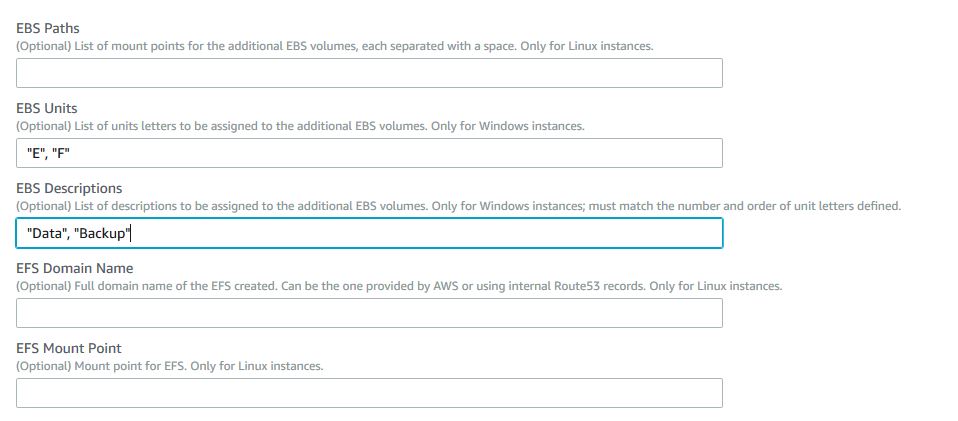 EBS Paths
(Optional) List of mount points for the additional EBS volumes, each separated with a space. Only for Linux instances.
EBS Units
(Optional) List of units letters to be assigned to the additional EBS volumes. Only for Windows instances.
"E", "F"
EBS Descriptions
(Optional) List of descriptions to be assigned to the additional EBS volumes. Only for Windows instances; must match the number and order of unit letters defined.
"Data", "Backup"
EFS Domain Name
(Optional) Full domain name of the EFS created. Can be the one provided by AWS or using internal Route53 records. Only for Linux instances.
EFS Mount Point
(Optional) Mount point for EFS. Only for Linux instances.